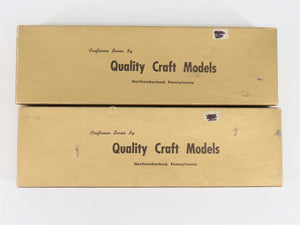 Craftsman Series By
Quality Craft Models
Northumberland, Pennsylvania
Craftsman Series By
Quality Craft Models
Northumberland, Pennsylvania